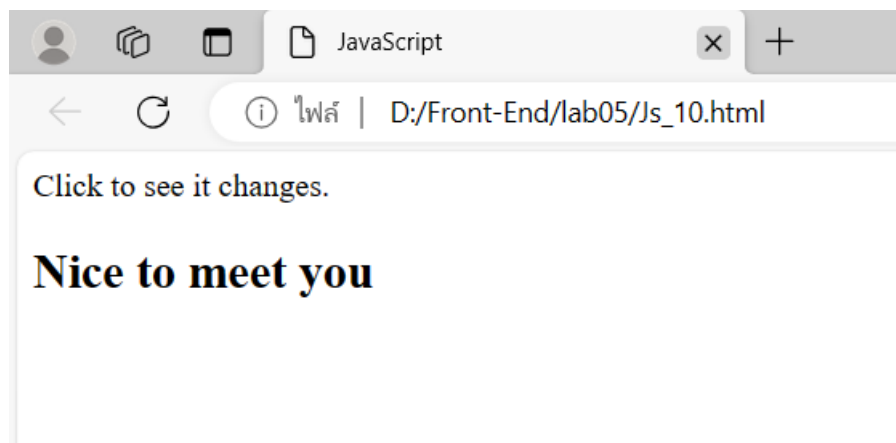 JavaScript
ไฟล์ | D:/Front-End/lab05/Js_10.html
Click to see it changes.
Nice to meet you